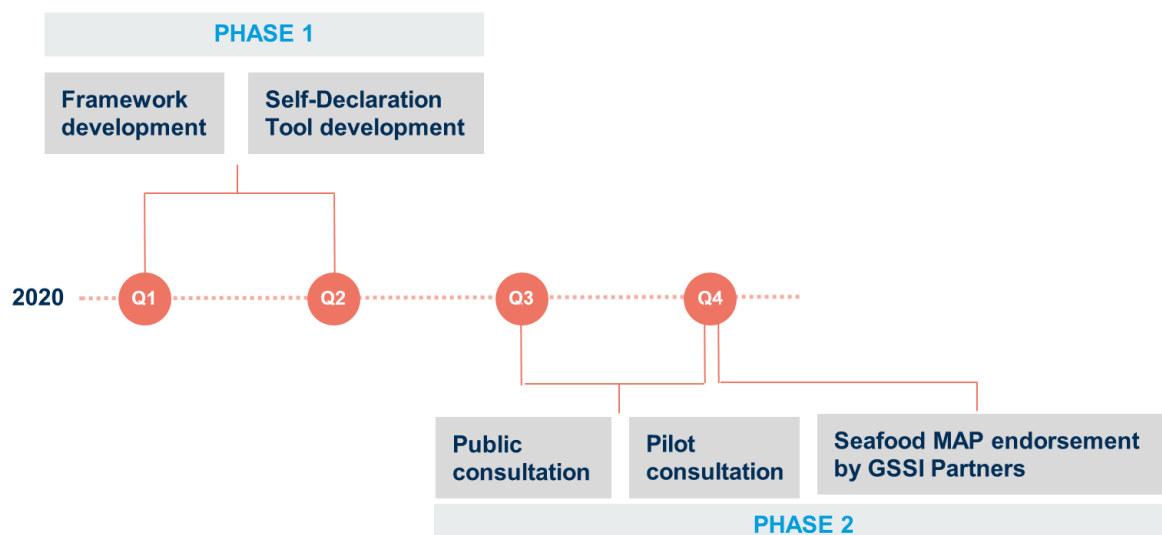 PHASE 1
Framework
development
Self-Declaration
Tool development
2020
Q1
Q2
Q3
Q4
Public
consultation
Pilot
consultation
Seafood MAP endorsement
by GSSI Partners
PHASE 2